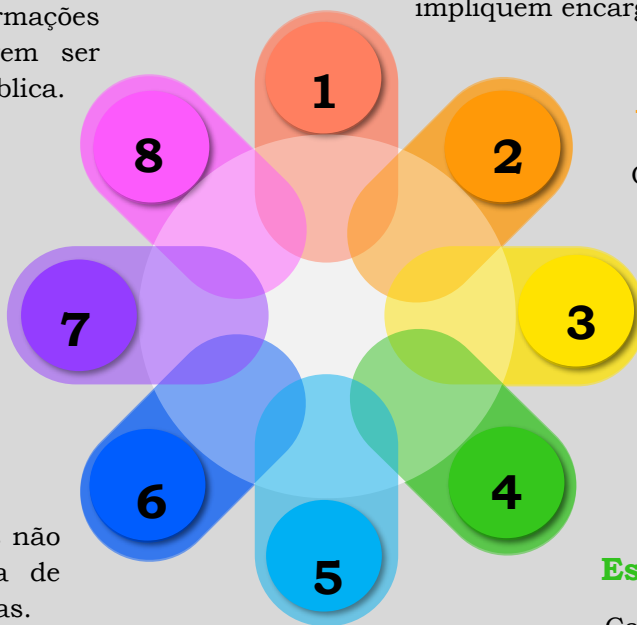 rmações
em ser
blica.
impliquem encarg
1
2
3
4
5
6
7
8
não
a de
as.
Es